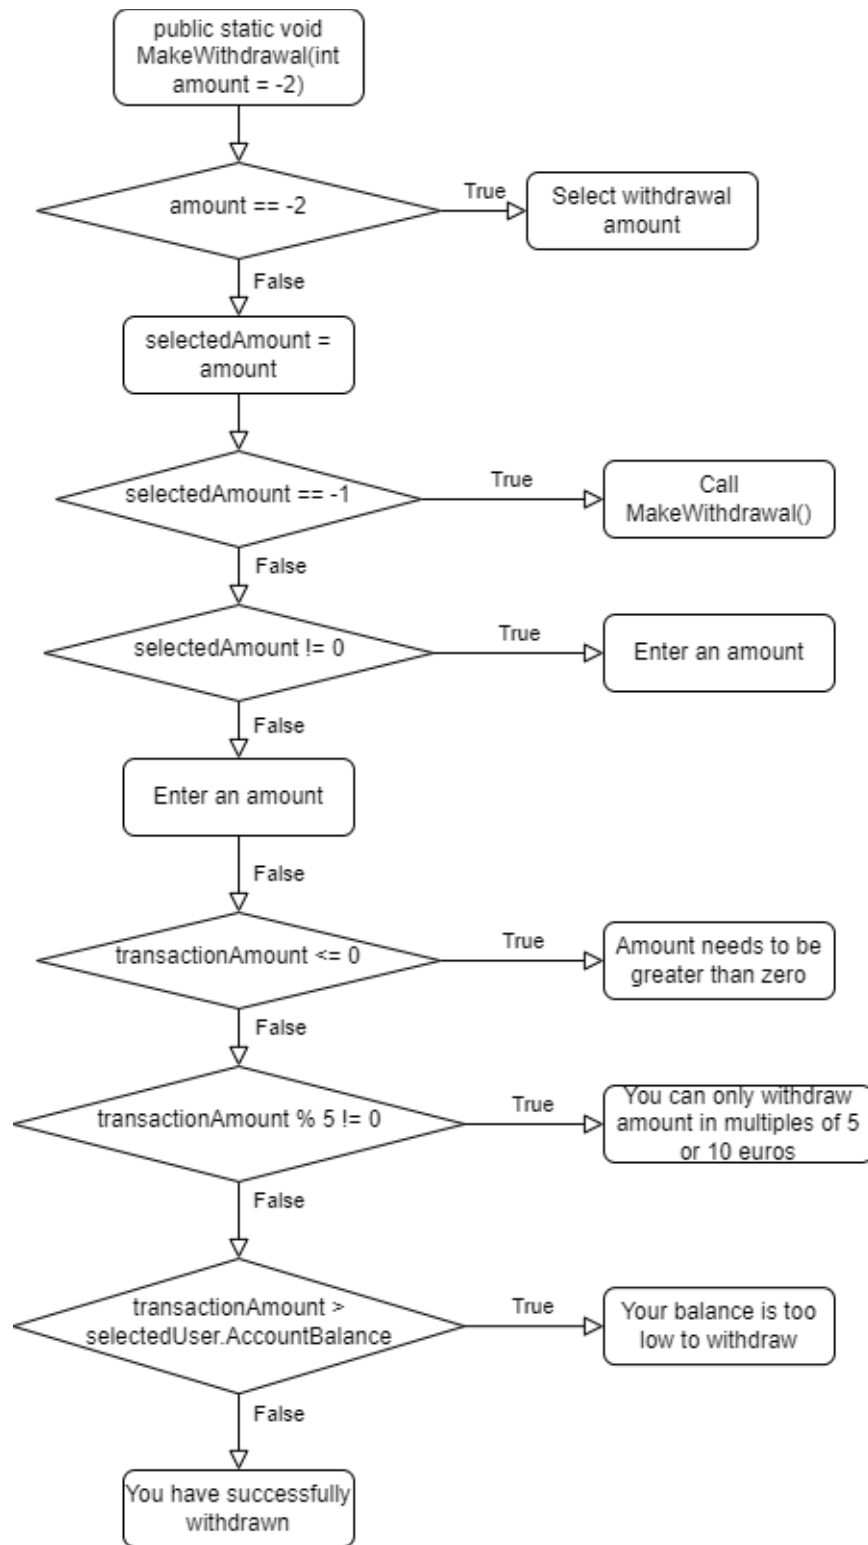 public static void
MakeWithdrawal(int
amount = -2)
amount == -2
True
Select withdrawal
amount
False
selectedAmount =
amount
selectedAmount == -1
True
Call
MakeWithdrawal()
False
selectedAmount != 0
True
Enter an amount
False
Enter an amount
False
transactionAmount <= 0
True
Amount needs to be
greater than zero
False
transactionAmount % 5 != 0
True
You can only withdraw
amount in multiples of 5
or 10 euros
False
transactionAmount >
selectedUser.AccountBalance
True
Your balance is too
low to withdraw
False
You have successfully
withdrawn